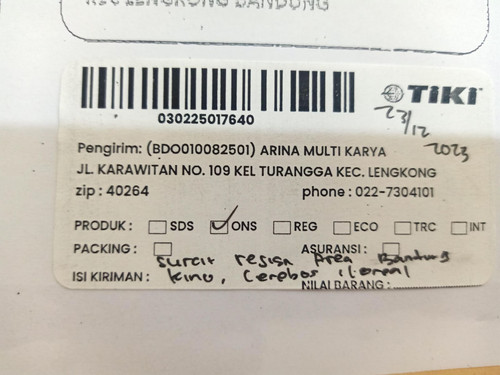 KEC LENGKONG BANDUNG
TIKI
030225017640
23/12
2023
Pengirim: (BDO010082501) ARINA MULTI KARYA
JL. KARAWITAN NO. 109 KEL TURANGGA KEC. LENGKONG
zip : 40264 phone : 022-7304101
PRODUK : SDS ONS REG ECO TRC INT
PACKING : ASURANSI :
Surat resign Area Bandung
ISI KIRIMAN : Kino, Cerebos, Loreal
NILAI BARANG :